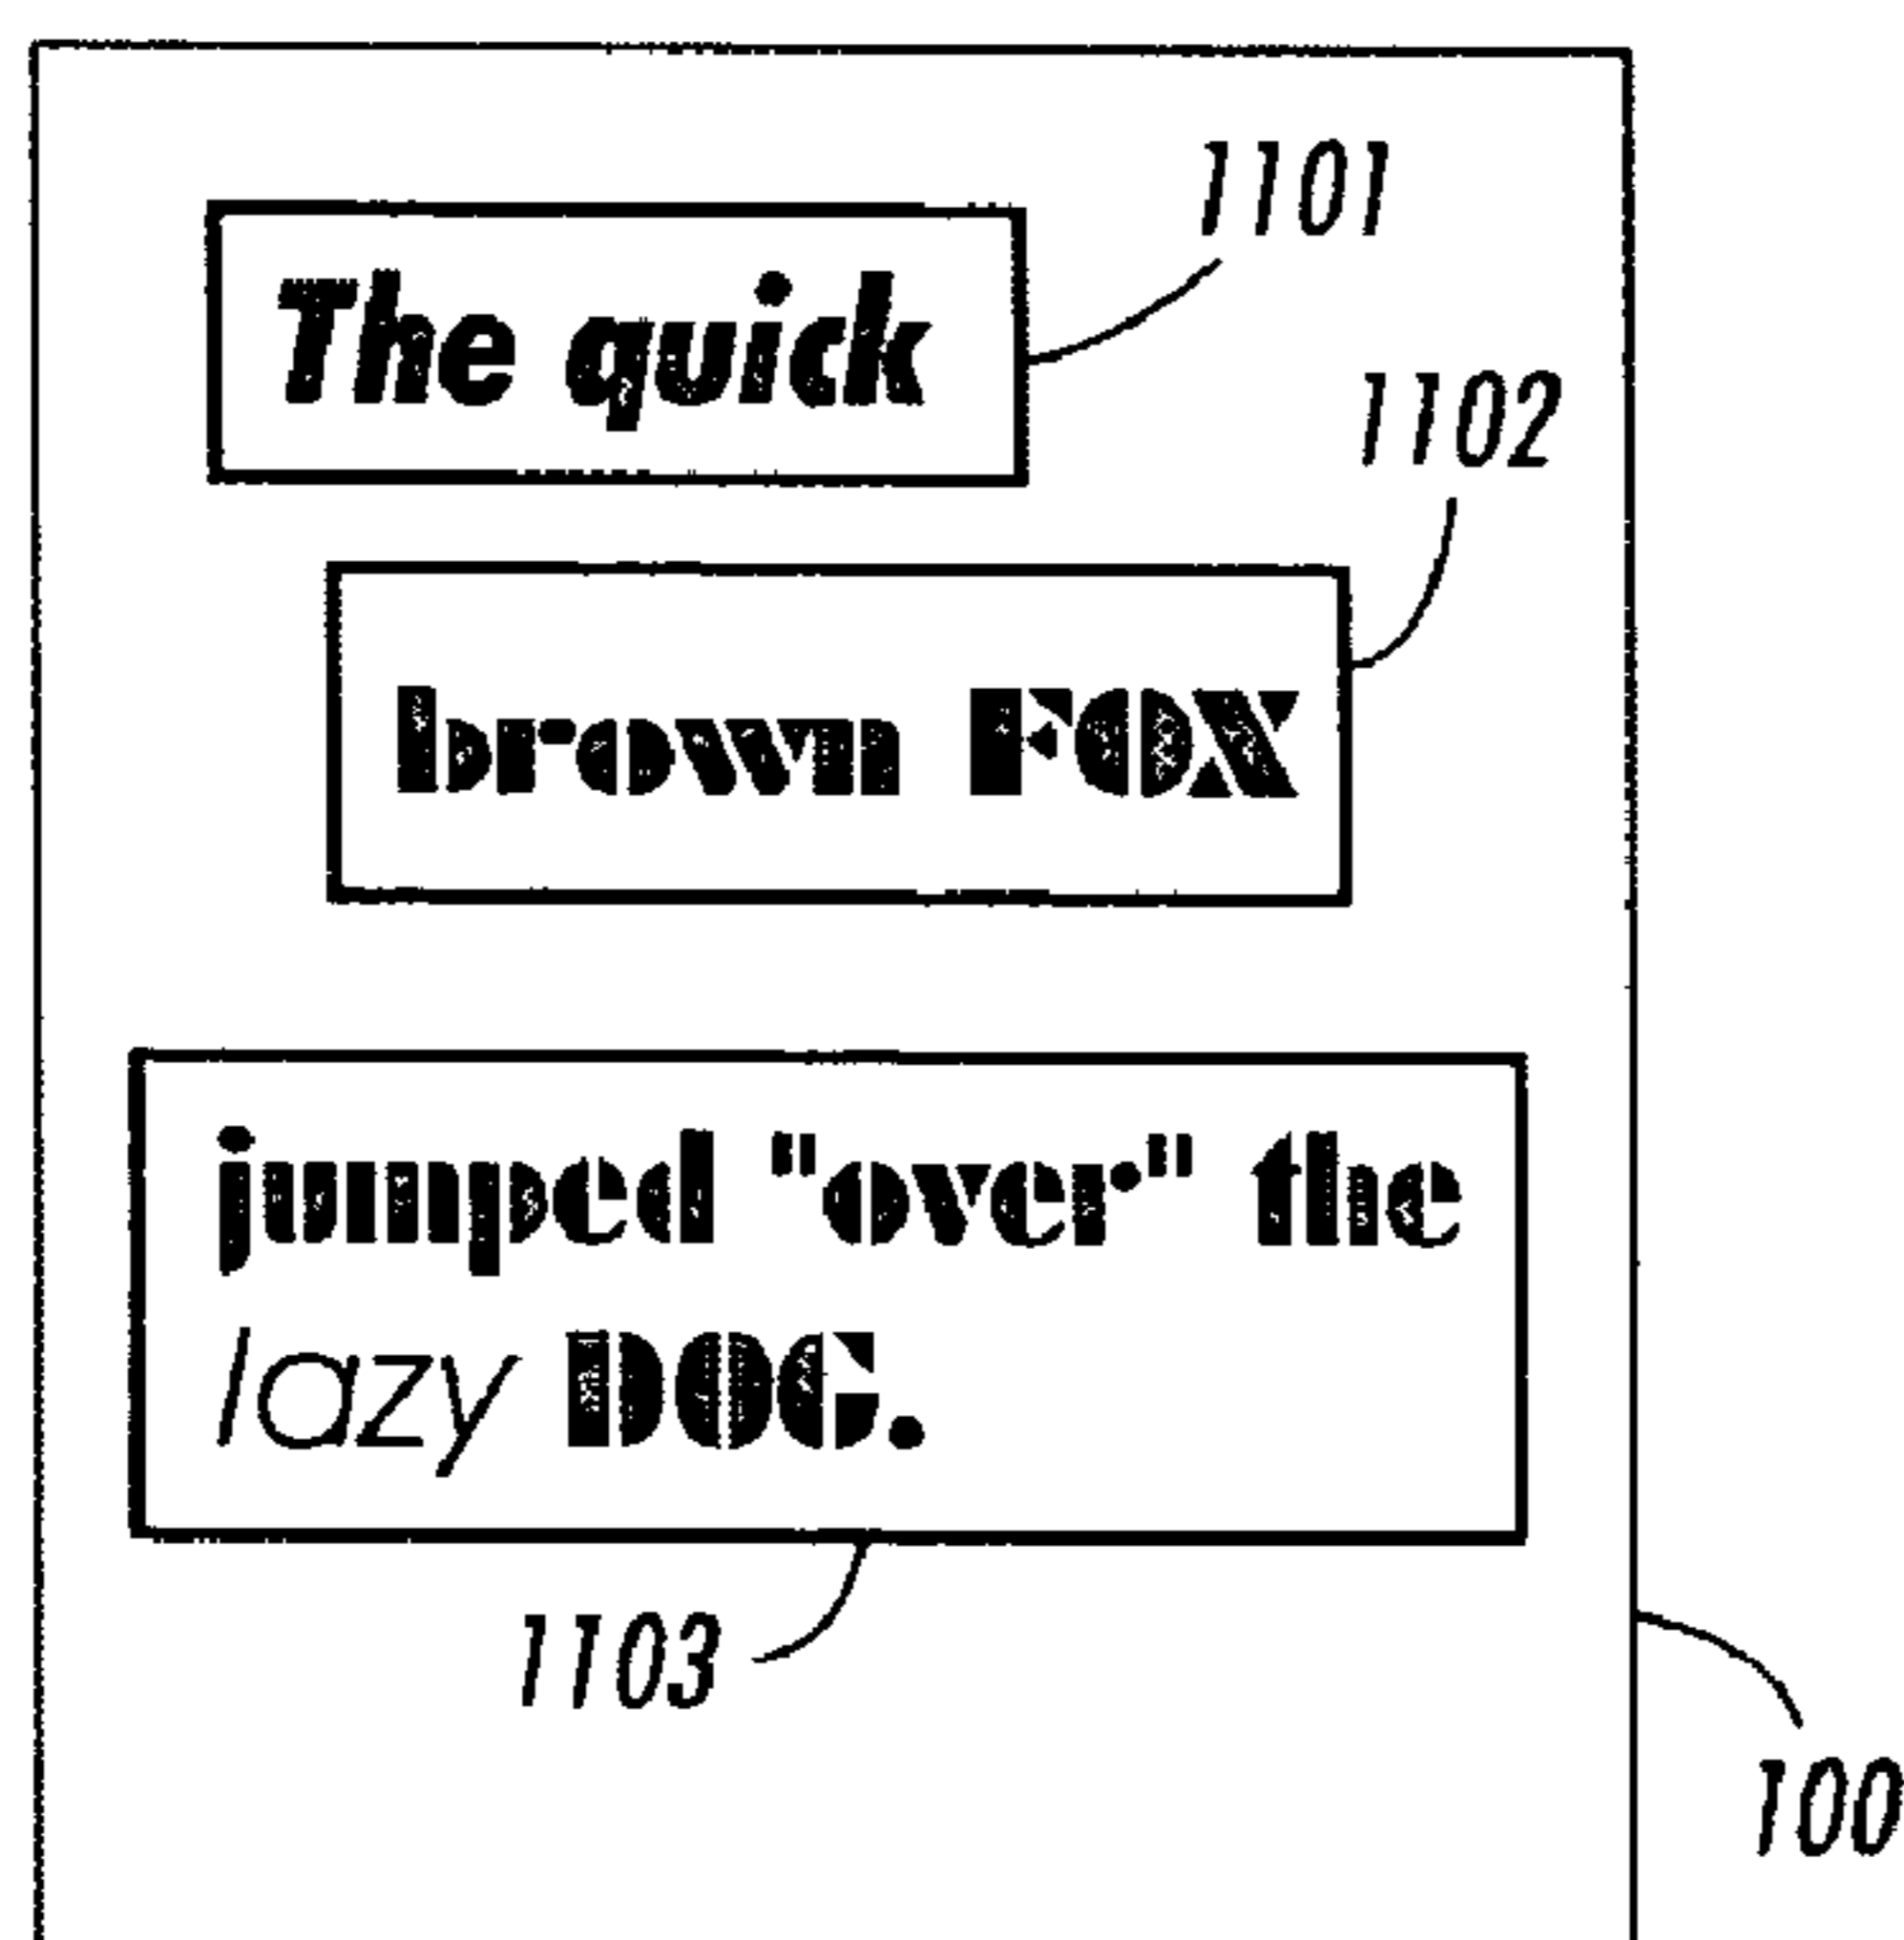 1101
The quick
1102
brown FOX
jumped "over" the
lazy DOG.
1103
100